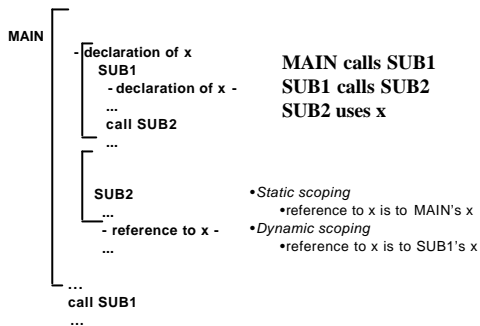 MAIN
- declaration of x
SUB1
- declaration of x -
...
call SUB2
...
SUB2
...
- reference to x -
...
...
call SUB1
...
MAIN calls SUB1
SUB1 calls SUB2
SUB2 uses x
•Static scoping
•reference to x is to MAIN's x
•Dynamic scoping
•reference to x is to SUB1's x